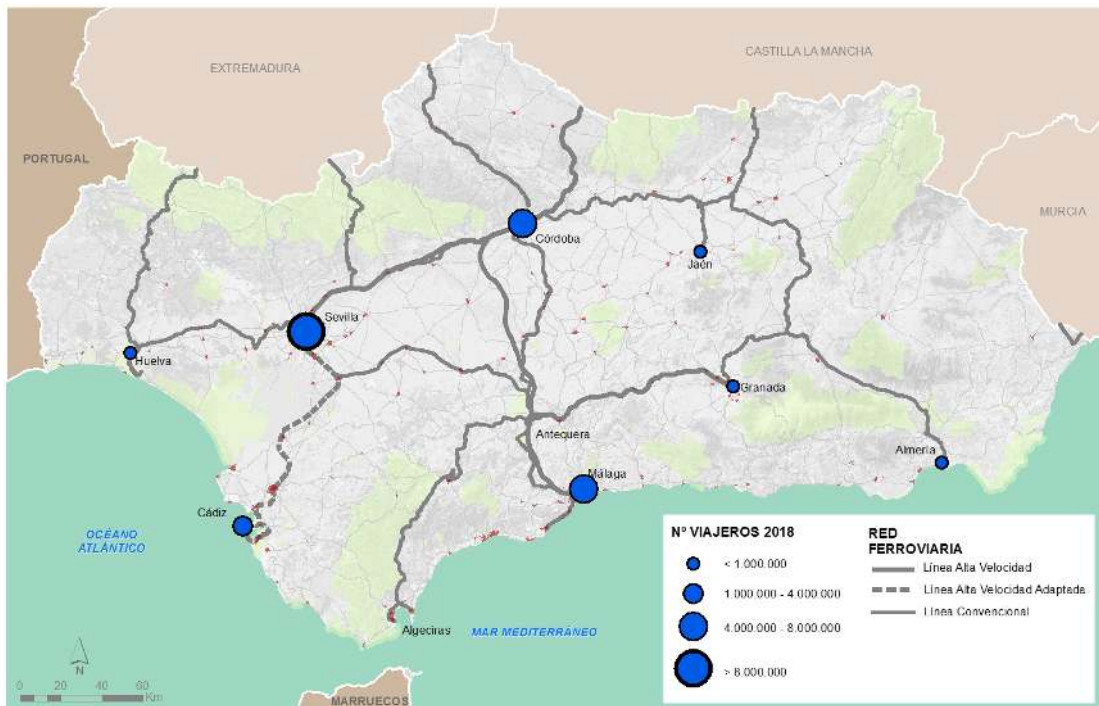 EXTREMADURA
CASTILLA LA MANCHA
PORTUGAL
MURCIA
Córdoba
Jaén
Sevilla
Huelva
Granada
Antequera
Almería
Málaga
Cádiz
OCÉANO
ATLÁNTICO
Algeciras
MAR MEDITERRÁNEO
MARRUECOS
N
0 20 40 60
Km
Nº VIAJEROS 2018
< 1.000.000
1.000.000 - 4.000.000
4.000.000 - 8.000.000
> 8.000.000
RED
FERROVIARIA
Línea Alta Velocidad
Línea Alta Velocidad Adaptada
Línea Convencional